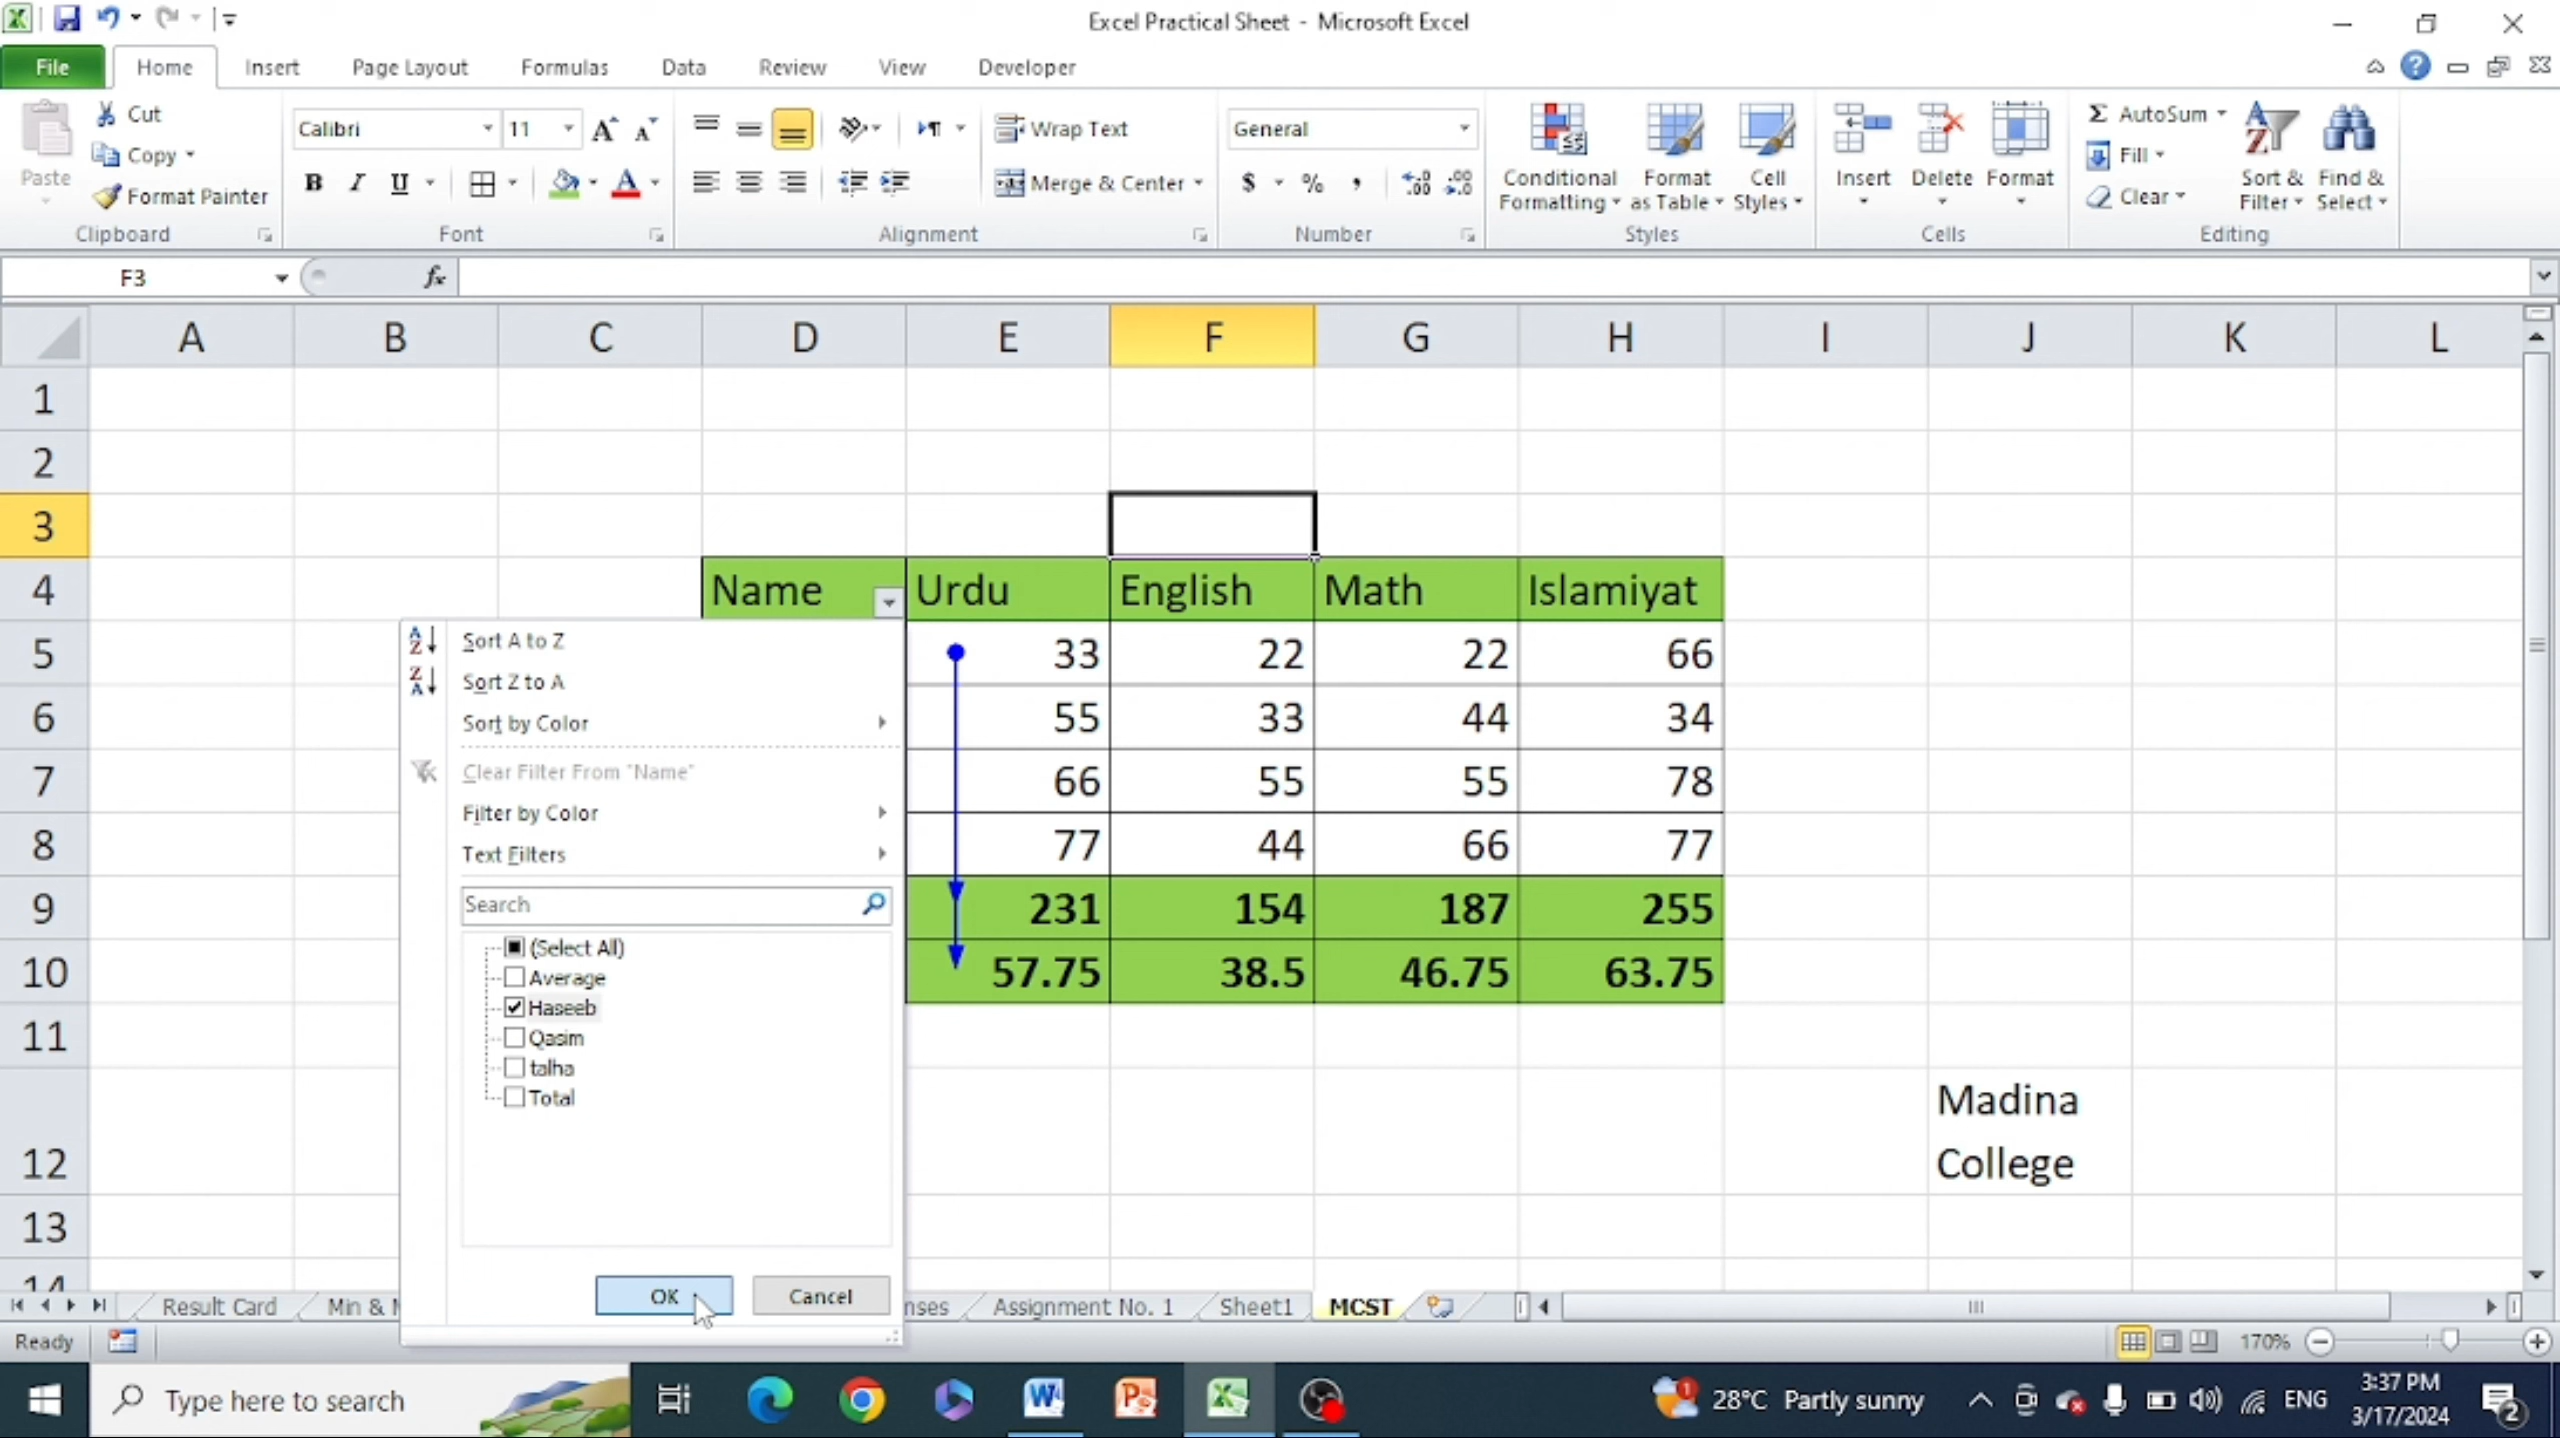 Excel Practical Sheet - Microsoft Excel
File Home Insert Page Layout Formulas Data Review View Developer
Paste
Cut
Copy
Format Painter
Clipboard
Calibri 11
B I U A
Font
Wrap Text
Merge & Center
Alignment
General
$ % ,
Number
Conditional Formatting
Format as Table
Cell Styles
Styles
Insert Delete Format
Cells
Σ AutoSum
Fill
Clear
Sort & Filter
Find & Select
Editing
F3 fx
A B C D E F G H I J K L
1
2
3
4 Name Urdu English Math Islamiyat
5 33 22 22 66
6 55 33 44 34
7 66 55 55 78
8 77 44 66 77
9 231 154 187 255
10 57.75 38.5 46.75 63.75
11
12 Madina
College
13
14
Sort A to Z
Sort Z to A
Sort by Color
Clear Filter From "Name"
Filter by Color
Text Filters
Search
(Select All)
Average
Haseeb
Qasim
talha
Total
OK Cancel
Result Card Min & nses Assignment No. 1 Sheet1 MCST
Ready 170%
Type here to search
28°C Partly sunny
ENG
3:37 PM
3/17/2024
2